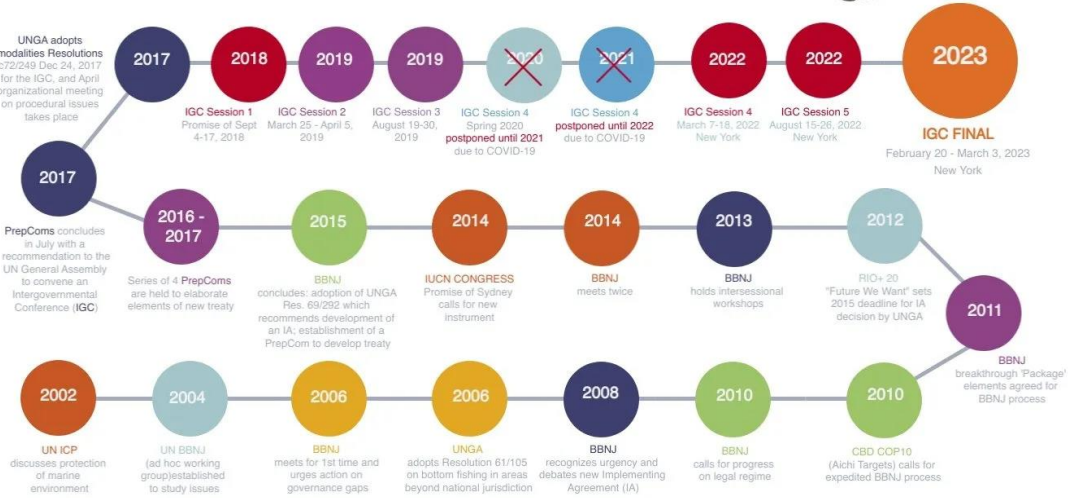 UNGA adopts
modalities Resolutions
c72/249 Dec 24, 2017
for the IGC, and April
organizational meeting
on procedural issues
takes place
2017
2018
IGC Session 1
Promise of Sept
4-17, 2018
2019
IGC Session 2
March 25 - April 5,
2019
2019
IGC Session 3
August 19-30,
2019
2020
IGC Session 4
Spring 2020
postponed until 2021
due to COVID-19
2021
IGC Session 4
postponed until 2022
due to COVID-19
2022
IGC Session 4
March 7-18, 2022
New York
2022
IGC Session 5
August 15-26, 2022
New York
2023
IGC FINAL
February 20 - March 3, 2023
New York
2017
PrepComs concludes
in July with a
recommendation to the
UN General Assembly
to convene an
Intergovernmental
Conference (IGC)
2016 -
2017
Series of 4 PrepComs
are held to elaborate
elements of new treaty
2015
BBNJ
concludes: adoption of UNGA
Res. 69/292 which
recommends development of
an IA; establishment of a
PrepCom to develop treaty
2014
IUCN CONGRESS
Promise of Sydney
calls for new
instrument
2014
BBNJ
meets twice
2013
BBNJ
holds intersessional
workshops
2012
RIO+ 20
"Future We Want" sets
2015 deadline for IA
decision by UNGA
2011
BBNJ
breakthrough 'Package'
elements agreed for
BBNJ process
2002
UN ICP
discusses protection
of marine
environment
2004
UN BBNJ
(ad hoc working
group)established
to study issues
2006
BBNJ
meets for 1st time and
urges action on
governance gaps
2006
UNGA
adopts Resolution 61/105
on bottom fishing in areas
beyond national jurisdiction
2008
BBNJ
recognizes urgency and
debates new Implementing
Agreement (IA)
2010
BBNJ
calls for progress
on legal regime
2010
CBD COP10
(Aichi Targets) calls for
expedited BBNJ process